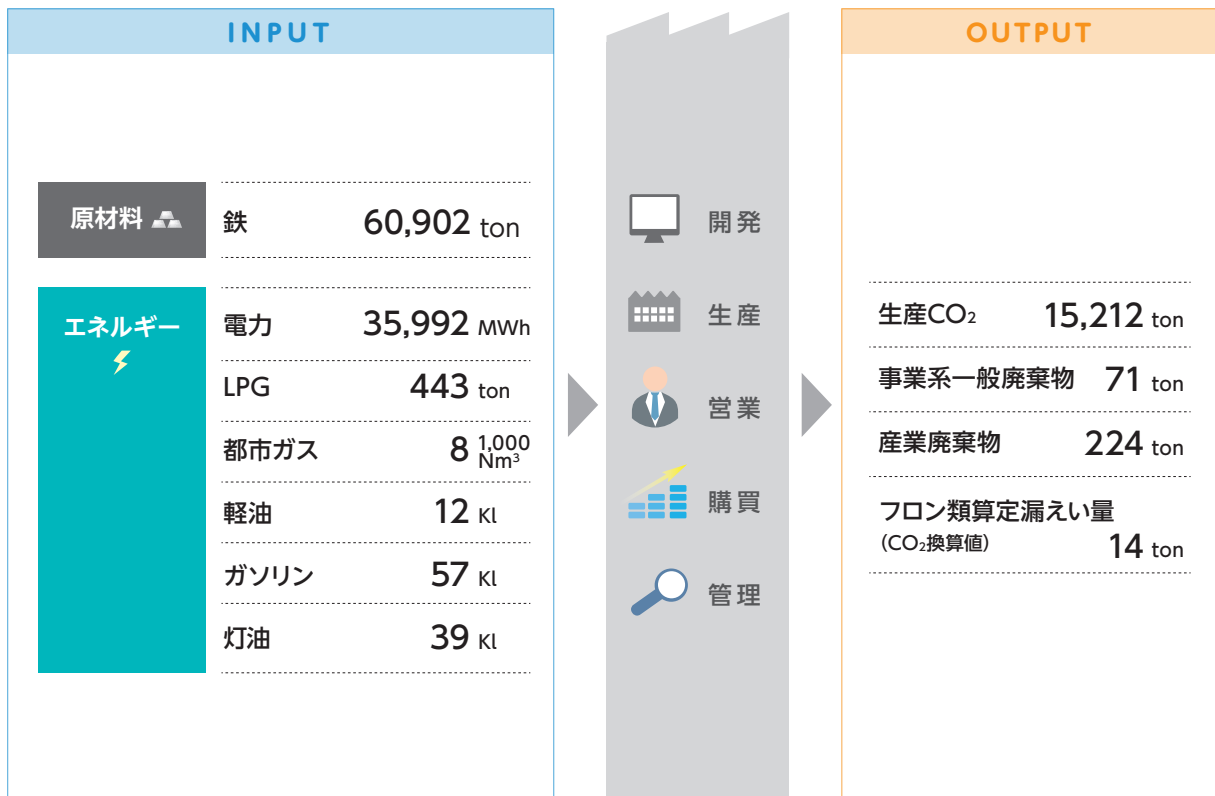 INPUT
原材料
鉄 60,902 ton
エネルギー
電力 35,992 MWh
LPG 443 ton
都市ガス 8 1,000 Nm³
軽油 12 Kl
ガソリン 57 Kl
灯油 39 Kl
開発
生産
営業
購買
管理
OUTPUT
生産CO₂ 15,212 ton
事業系一般廃棄物 71 ton
産業廃棄物 224 ton
フロン類算定漏えい量
(CO₂換算値) 14 ton